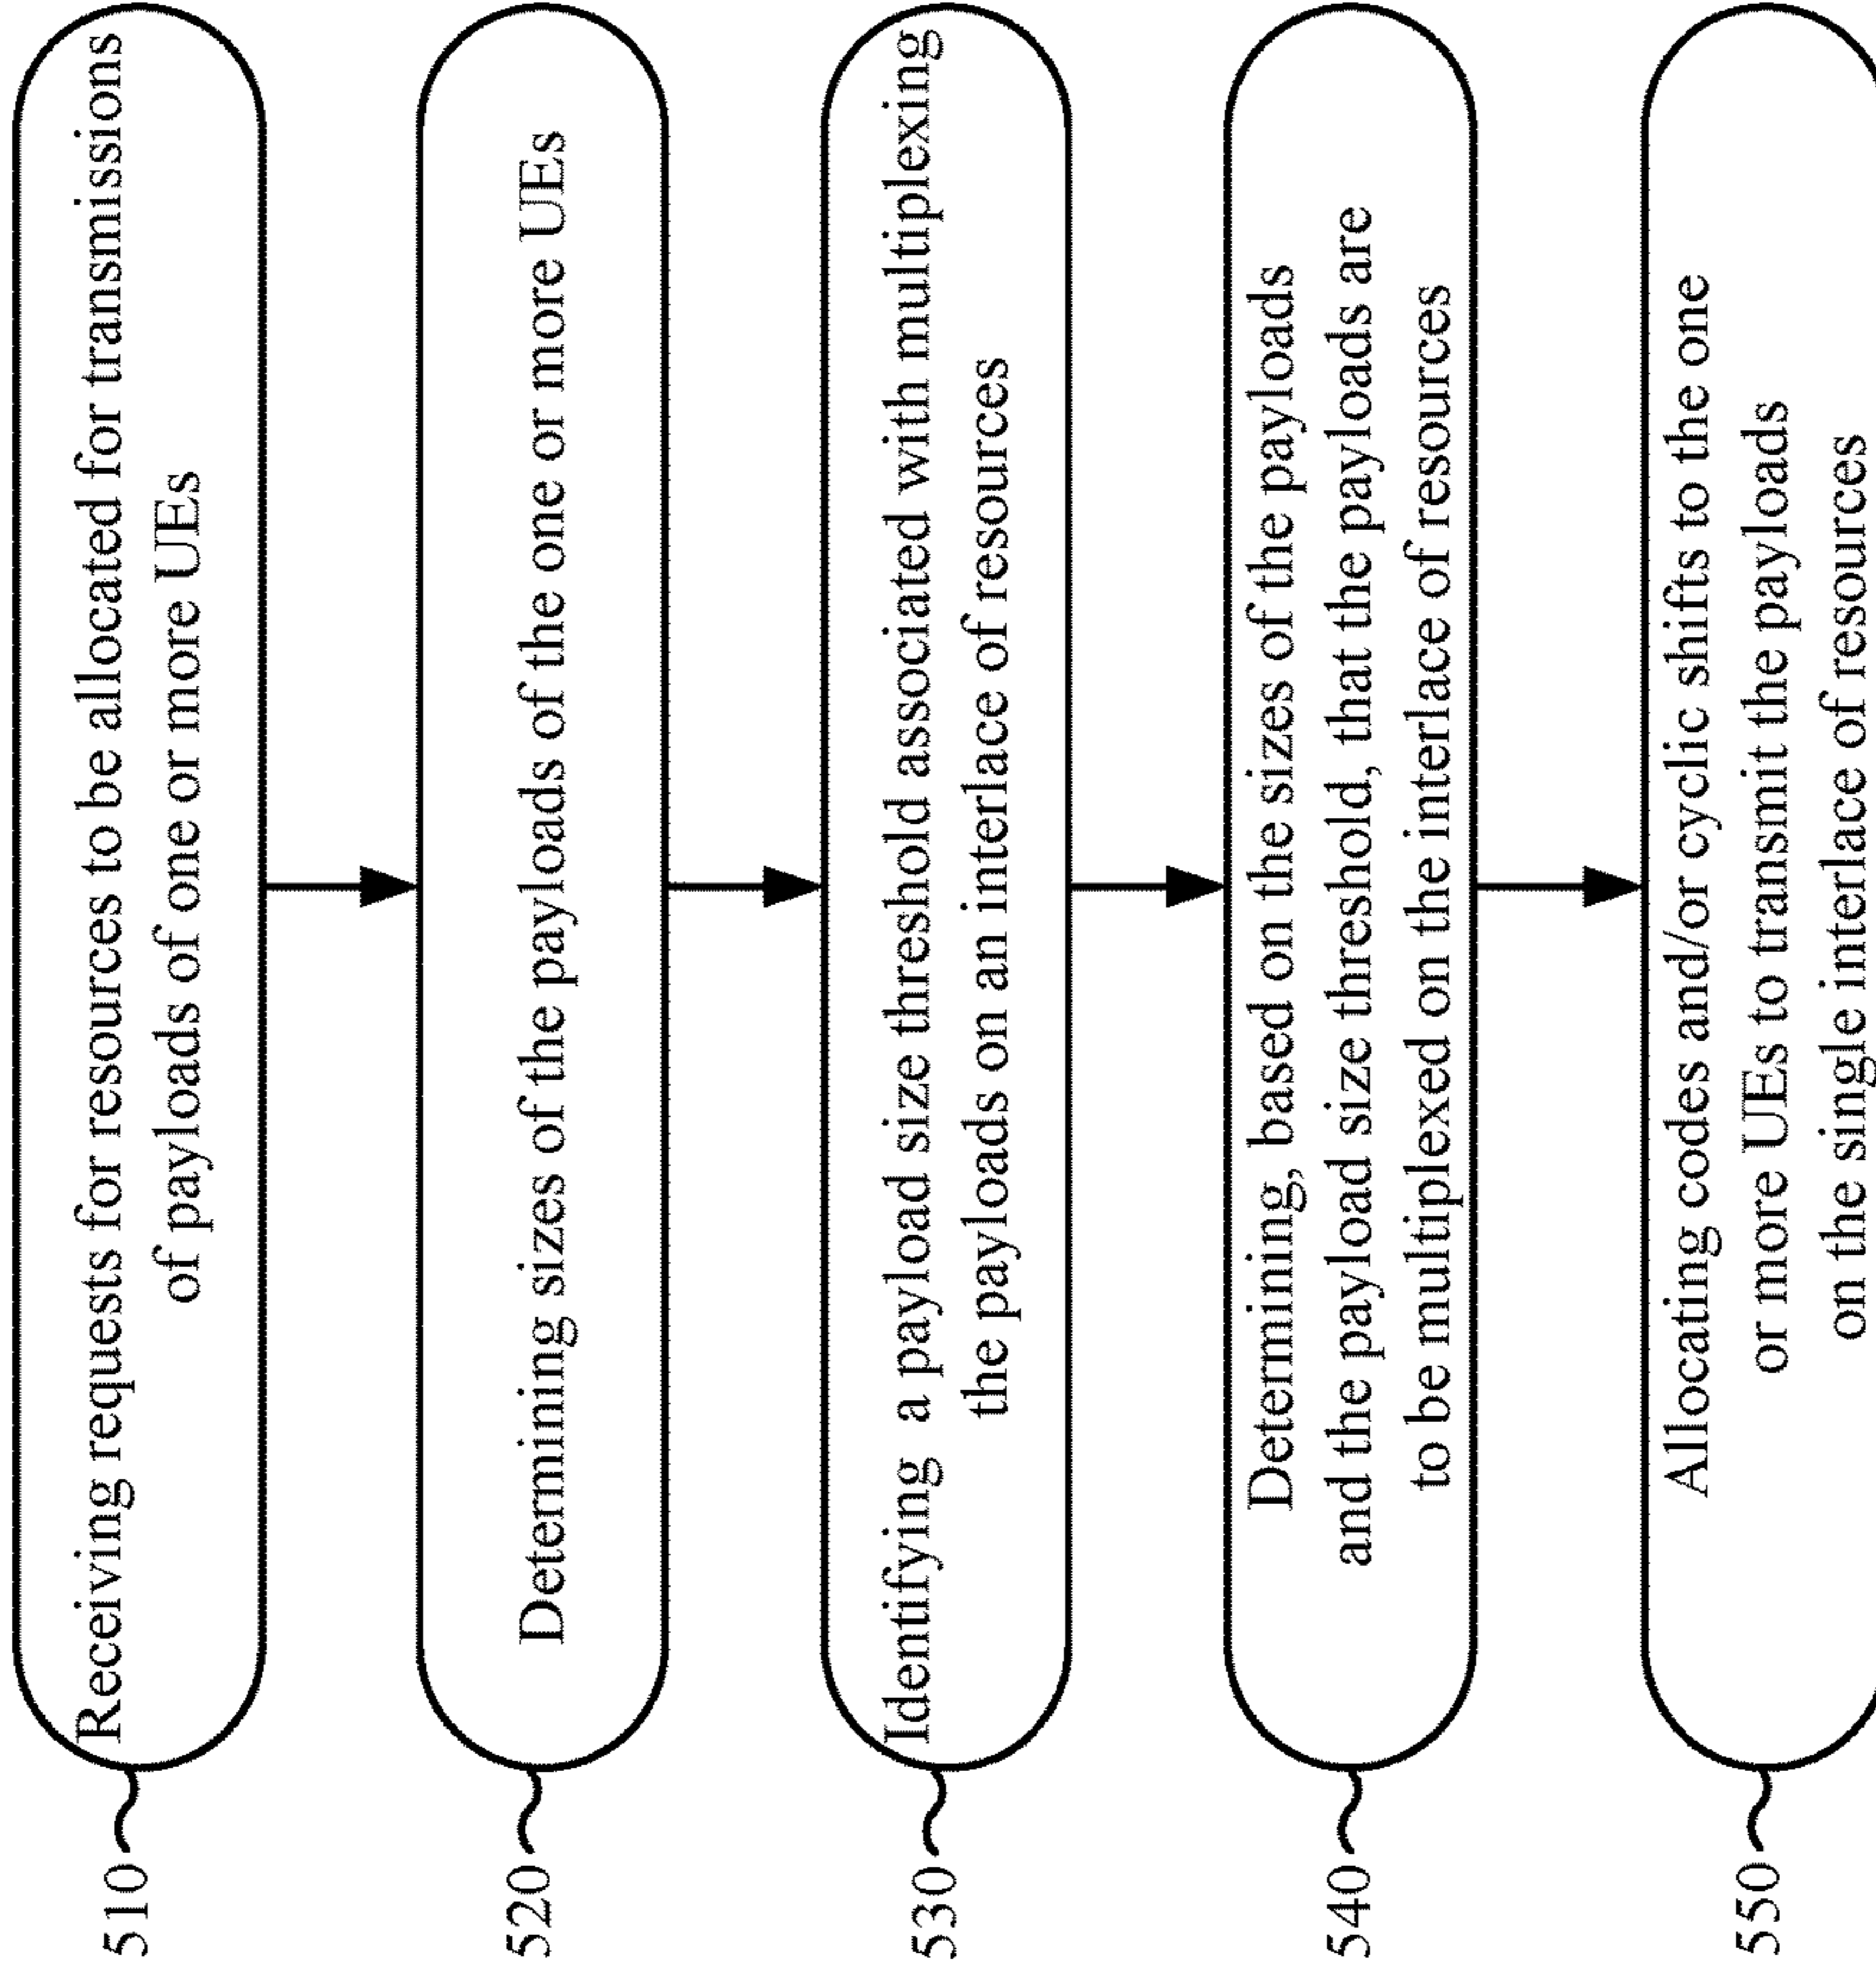 510
Receiving requests for resources to be allocated for transmissions
of payloads of one or more UEs
520
Determining sizes of the payloads of the one or more UEs
530
Identifying a payload size threshold associated with multiplexing
the payloads on an interlace of resources
540
Determining, based on the sizes of the payloads
and the payload size threshold, that the payloads are
to be multiplexed on the interlace of resources
550
Allocating codes and/or cyclic shifts to the one
or more UEs to transmit the payloads
on the single interlace of resources